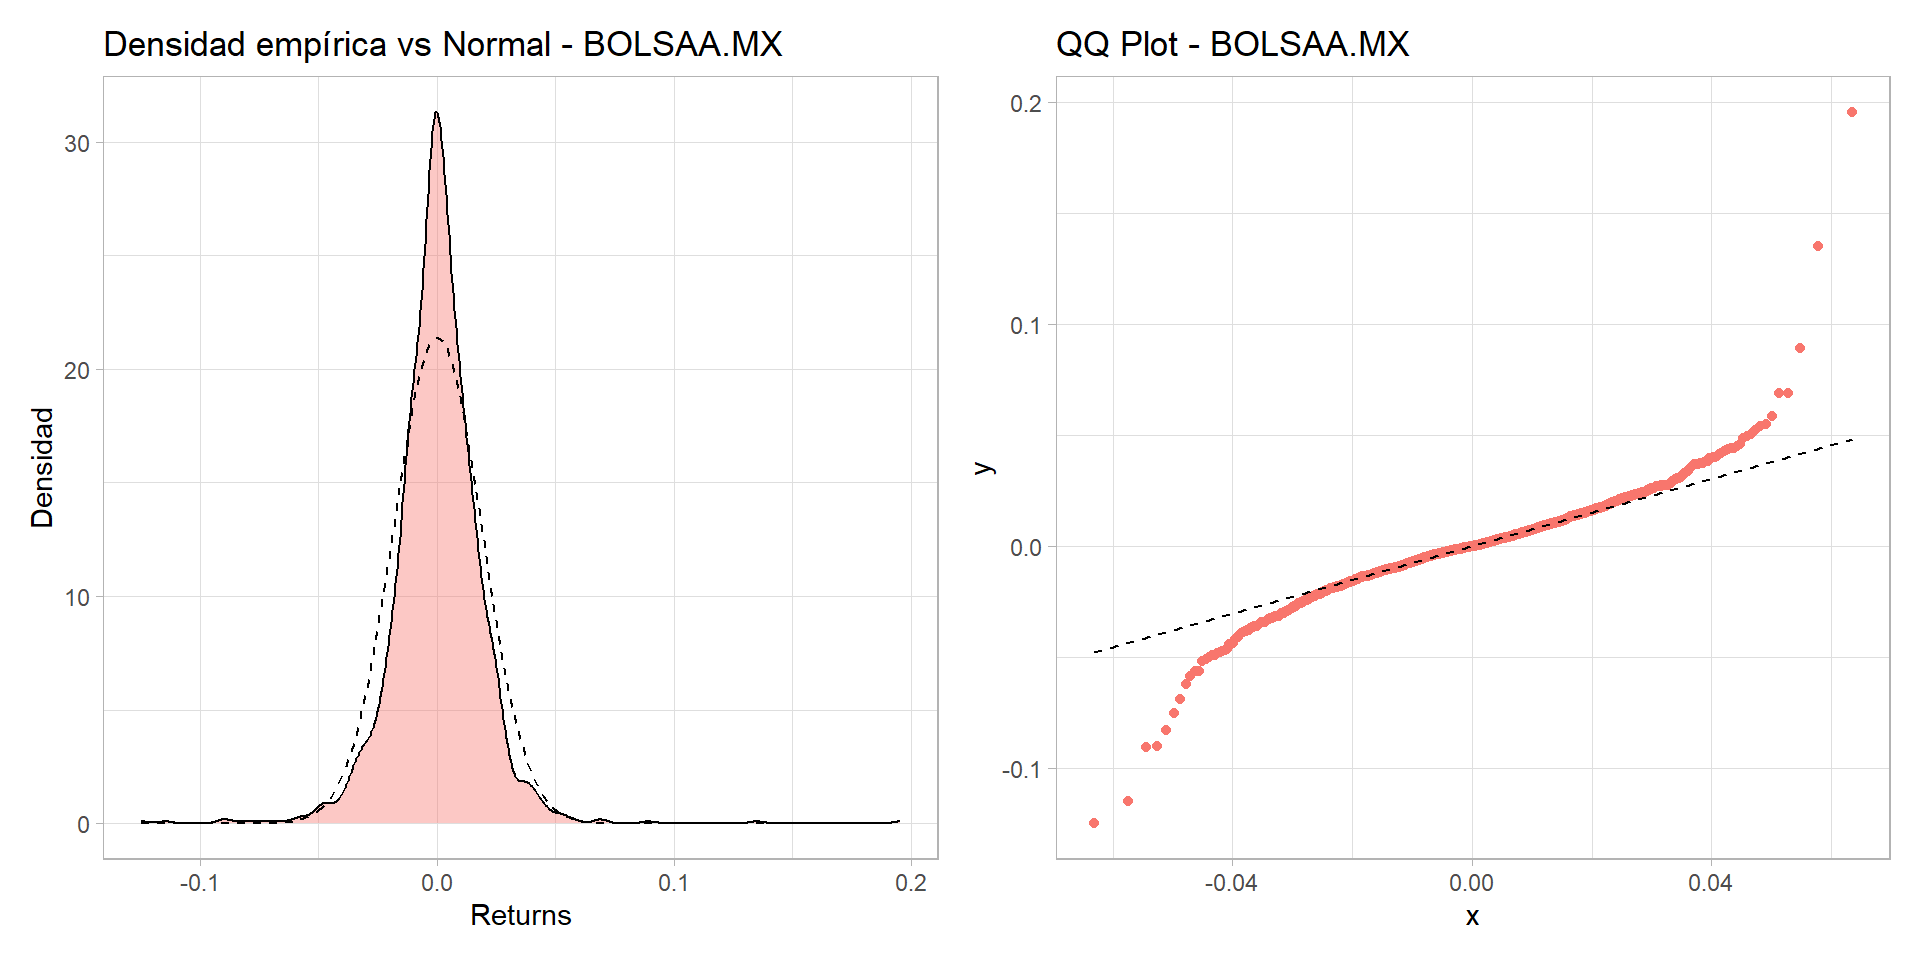 Densidad empírica vs Normal - BOLSAA.MX
Densidad
30
20
10
0
-0.1
0.0
0.1
0.2
Returns
QQ Plot - BOLSAA.MX
y
0.2
0.1
0.0
-0.1
-0.04
0.00
0.04
x